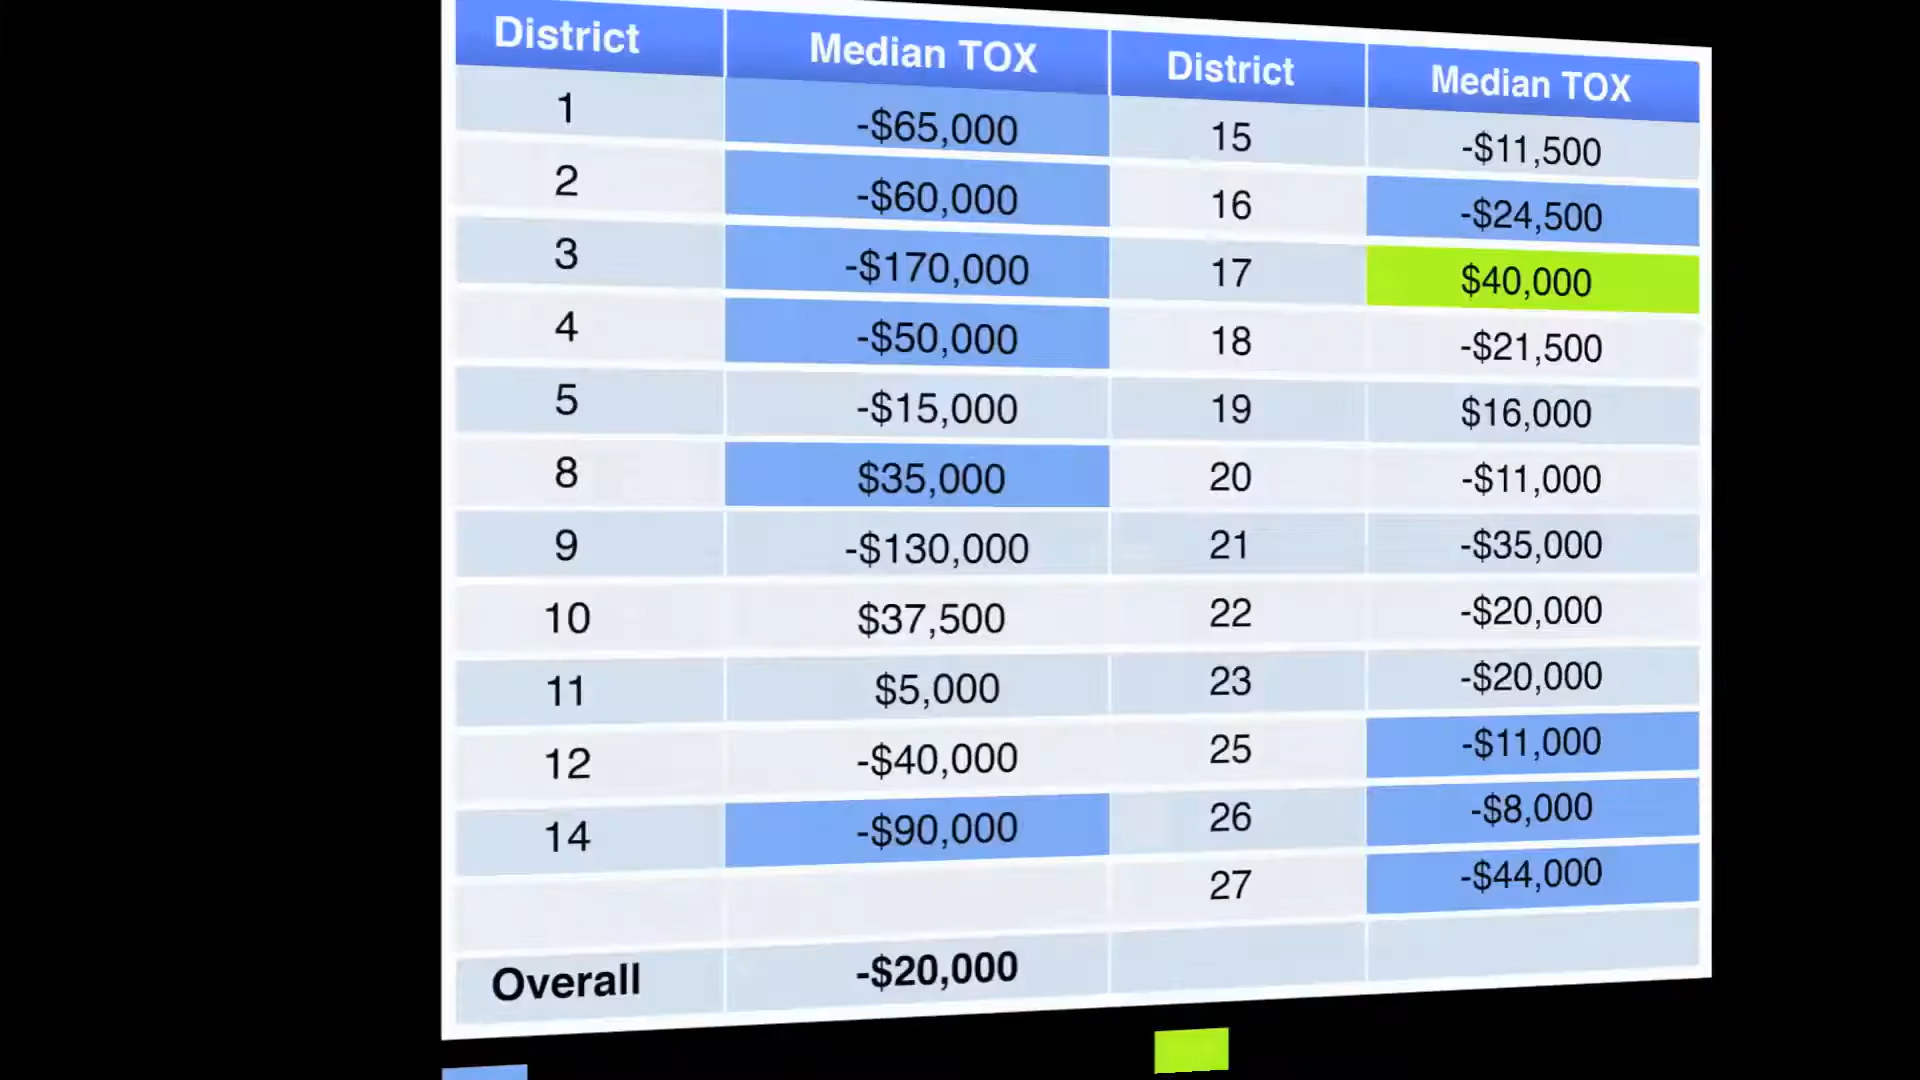 District Median TOX District Median TOX
1 -$65,000 15 -$11,500
2 -$60,000 16 -$24,500
3 -$170,000 17 $40,000
4 -$50,000 18 -$21,500
5 -$15,000 19 $16,000
8 $35,000 20 -$11,000
9 -$130,000 21 -$35,000
10 $37,500 22 -$20,000
11 $5,000 23 -$20,000
12 -$40,000 25 -$11,000
14 -$90,000 26 -$8,000
27 -$44,000
Overall -$20,000